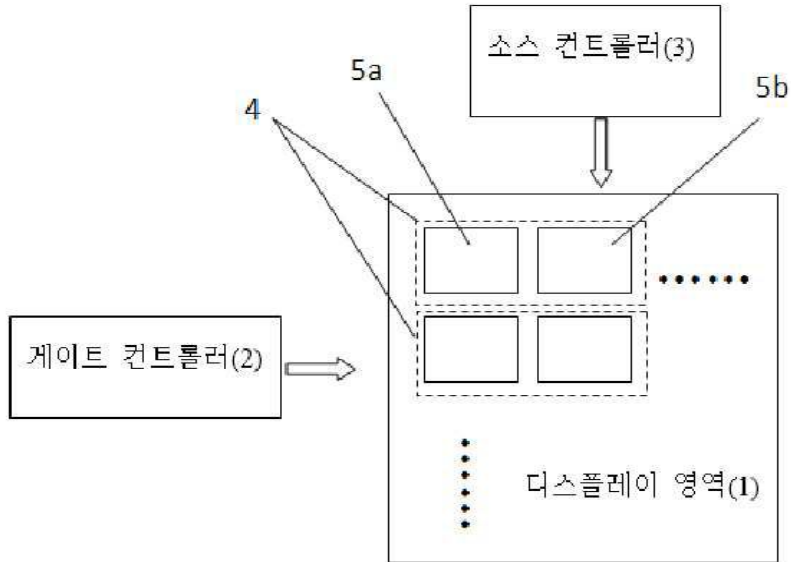 소스 컨트롤러(3)
5a
5b
4
게이트 컨트롤러(2)
디스플레이 영역(1)